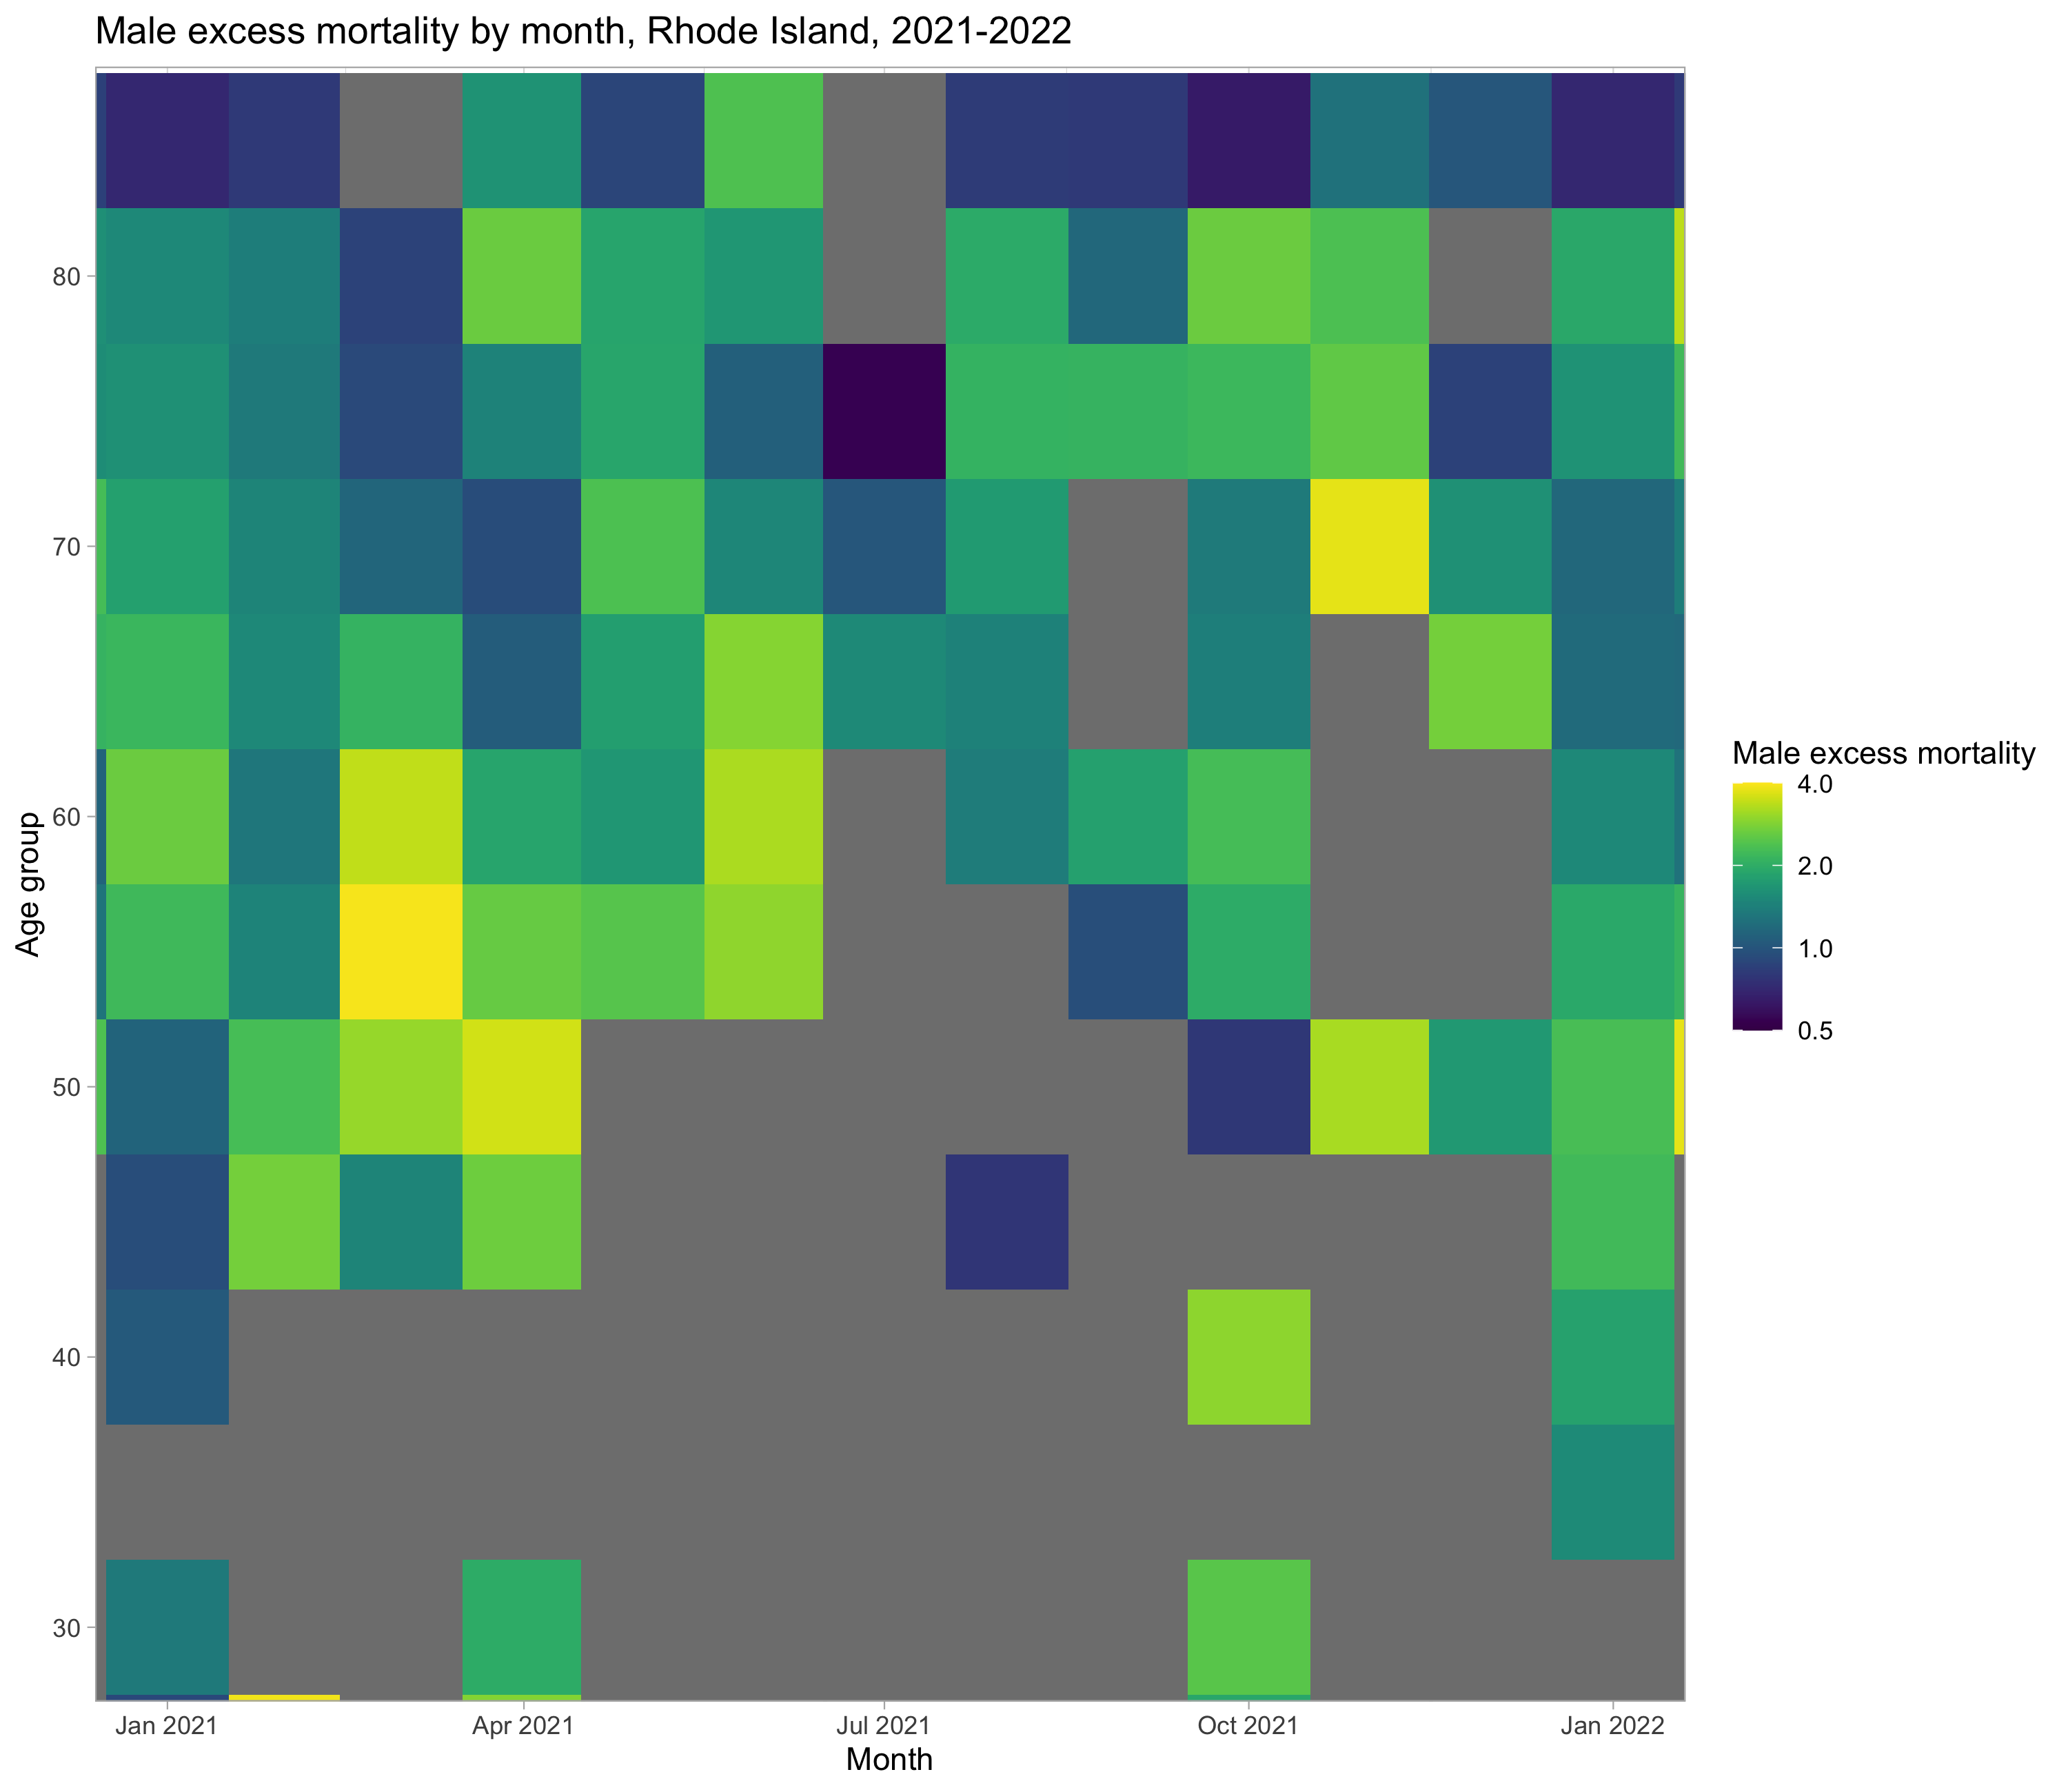 Male excess mortality by month, Rhode Island, 2021-2022
80
70
60
50
40
30
Age group
Jan 2021
Apr 2021
Jul 2021
Oct 2021
Jan 2022
Month
Male excess mortality
4.0
2.0
1.0
0.5